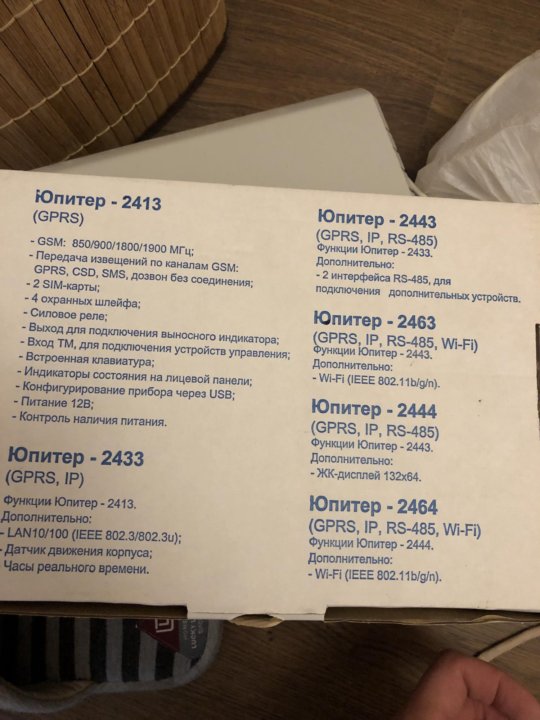 Юпитер - 2413
(GPRS)
- GSM: 850/900/1800/1900 МГц;
- Передача извещений по каналам GSM:
GPRS, CSD, SMS, дозвон без соединения;
- 2 SIM-карты;
- 4 охранных шлейфа;
- Силовое реле;
- Выход для подключения выносного индикатора;
- Вход ТМ, для подключения устройств управления;
- Встроенная клавиатура;
- Индикаторы состояния на лицевой панели;
- Конфигурирование прибора через USB;
- Питание 12В;
- Контроль наличия питания.
Юпитер - 2433
(GPRS, IP)
Функции Юпитер - 2413.
Дополнительно:
- LAN10/100 (IEEE 802.3/802.3u);
- Датчик движения корпуса;
Часы реального времени.
Юпитер - 2443
(GPRS, IP, RS-485)
Функции Юпитер - 2433.
Дополнительно:
- 2 интерфейса RS-485, для
подключения дополнительных устройств.
Юпитер - 2463
(GPRS, IP, RS-485, Wi-Fi)
Функции Юпитер - 2443.
Дополнительно:
- Wi-Fi (IEEE 802.11b/g/n).
Юпитер - 2444
(GPRS, IP, RS-485)
Функции Юпитер - 2443.
Дополнительно:
- ЖК-дисплей 132x64.
Юпитер - 2464
(GPRS, IP, RS-485, Wi-Fi)
Функции Юпитер - 2444.
Дополнительно:
- Wi-Fi (IEEE 802.11b/g/n).